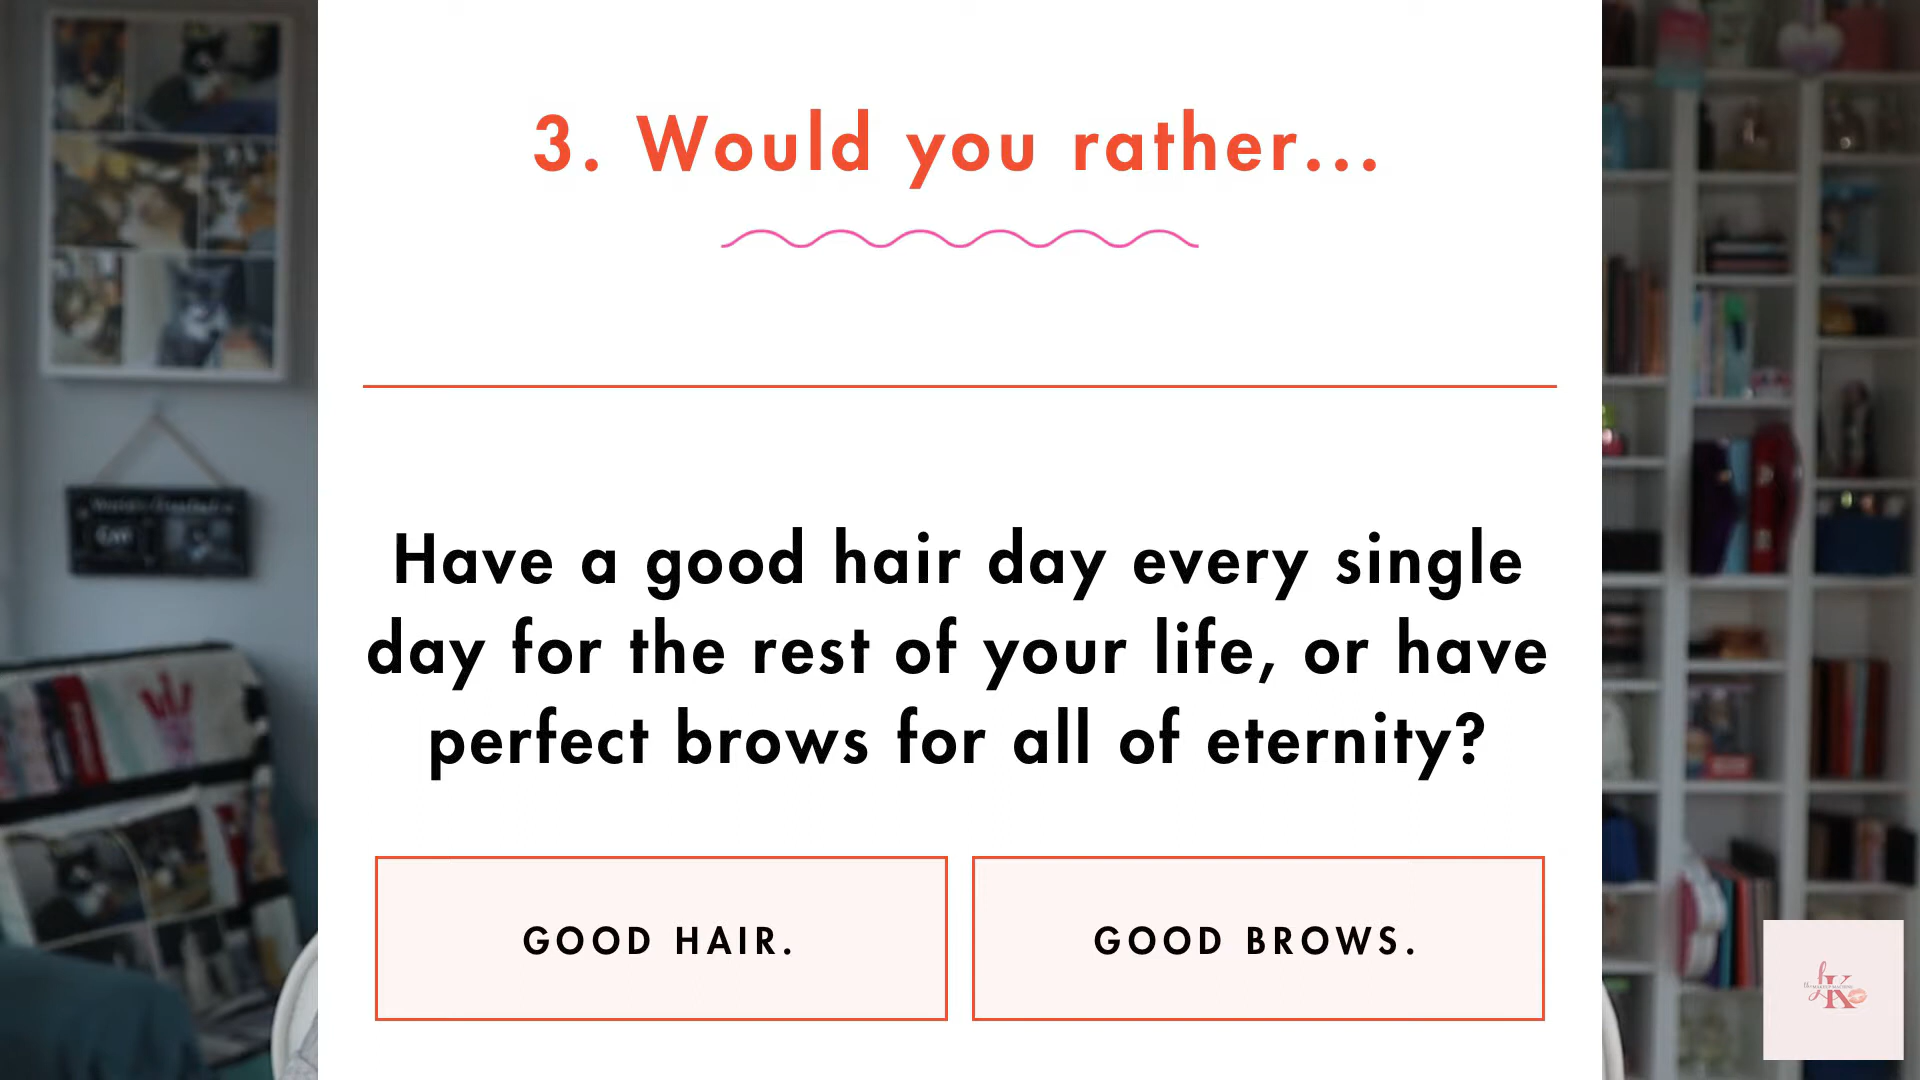 3. Would you rather...
Have a good hair day every single
day for the rest of your life, or have
perfect brows for all of eternity?
GOOD HAIR.
GOOD BROWS.